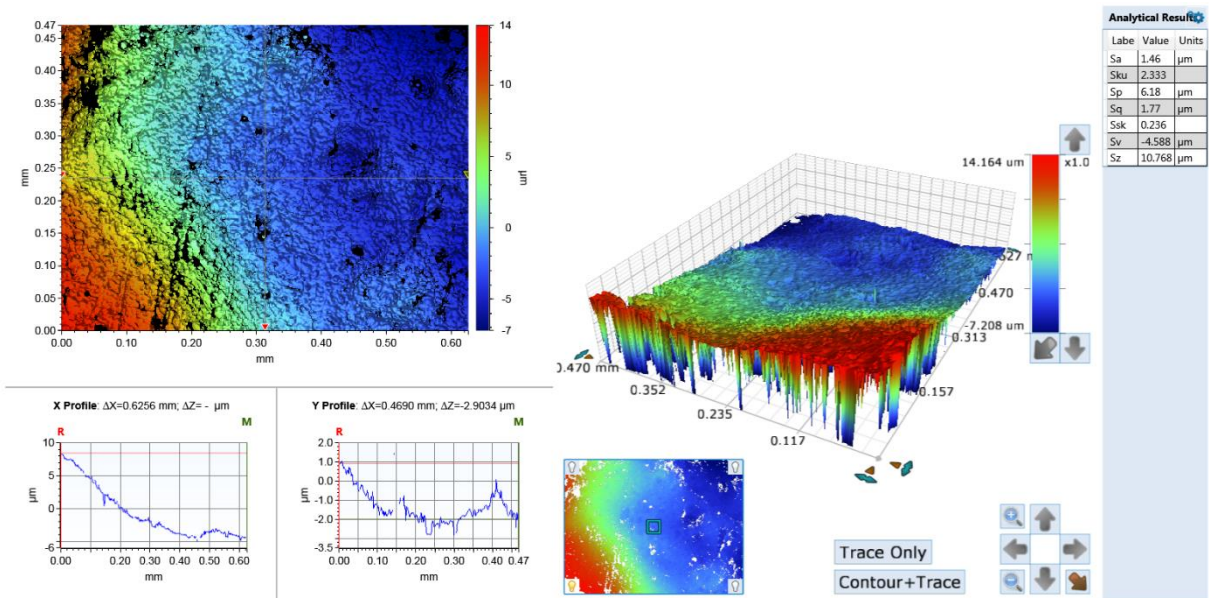 0.47
0.45
0.40
0.35
0.30
0.25
0.20
0.15
0.10
0.05
0.00
mm
0.00 0.10 0.20 0.30 0.40 0.50 0.60
mm
14
10
5
0
-5
-7
µm
X Profile: ΔX=0.6256 mm; ΔZ= - µm
R M
10
0
-6
µm
0.00 0.10 0.20 0.30 0.40 0.50 0.62
mm
Y Profile: ΔX=0.4690 mm; ΔZ=-2.9034 µm
R M
2.0
1.0
0.0
-1.0
-2.0
-3.5
µm
0.00 0.10 0.20 0.30 0.40 0.47
mm
14.164 um
x1.0
-7.208 um
0.470
0.313
0.157
0.470 mm
0.352
0.235
0.117
Trace Only
Contour+Trace
Analytical Results
Labe Value Units
Sa 1.46 µm
Sku 2.333
Sp 6.18 µm
Sq 1.77 µm
Ssk 0.236
Sv -4.588 µm
Sz 10.768 µm